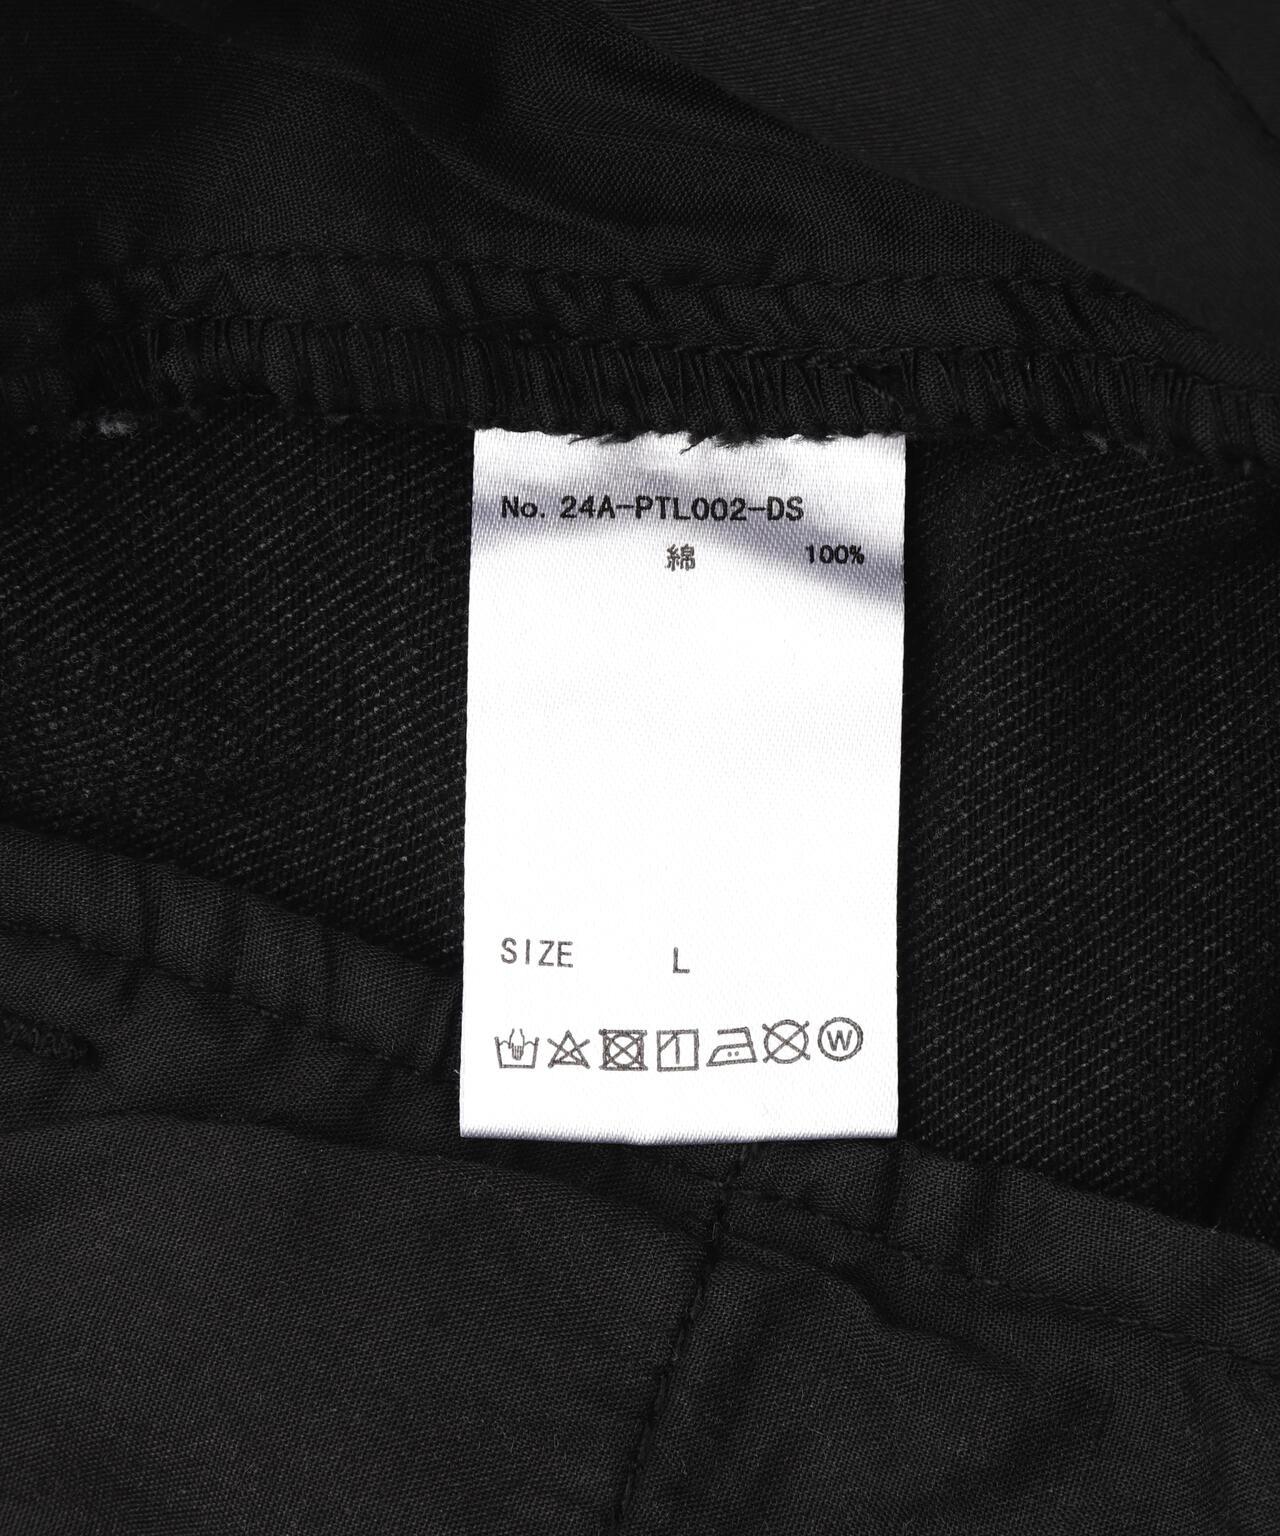 No. 24A-PTL002-DS
綿 100%
SIZE L
W